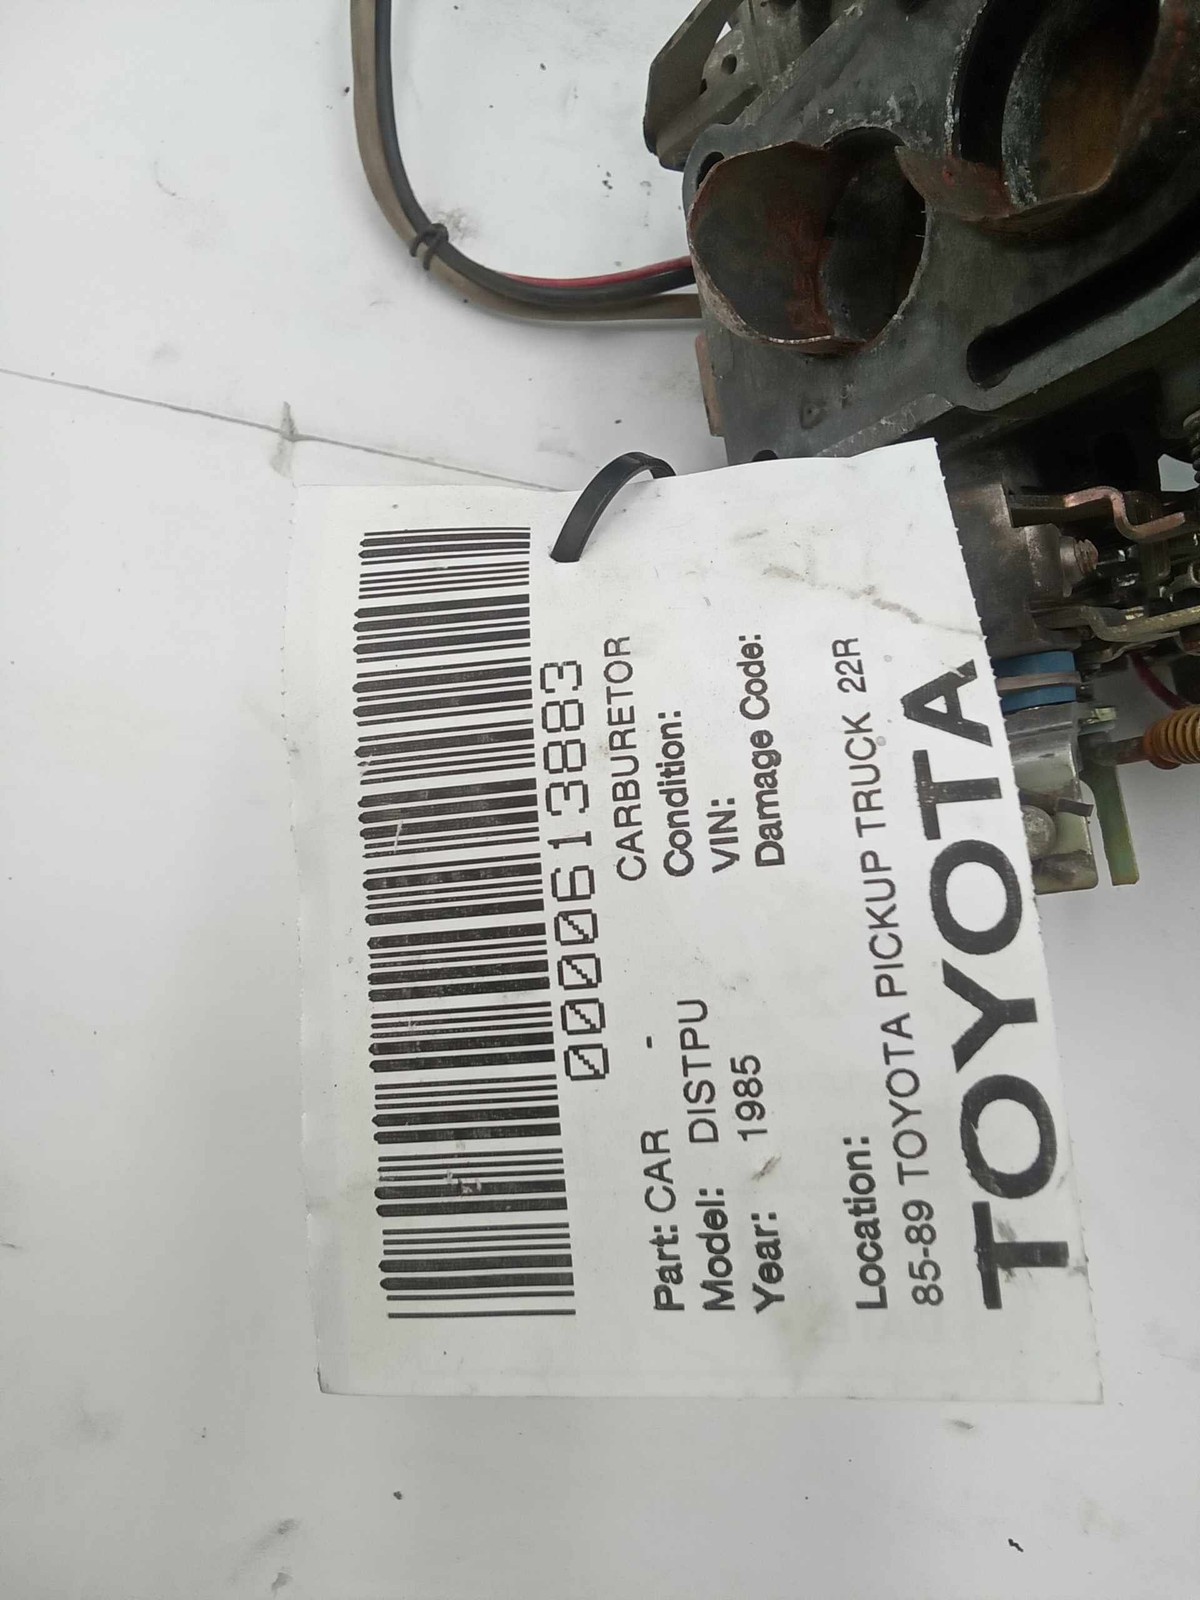 0000613883
Part: CAR - CARBURETOR
Model: DISTPU Condition:
Year: 1985 VIN:
Damage Code:
Location:
85-89 TOYOTA PICKUP TRUCK 22R
TOYOTA